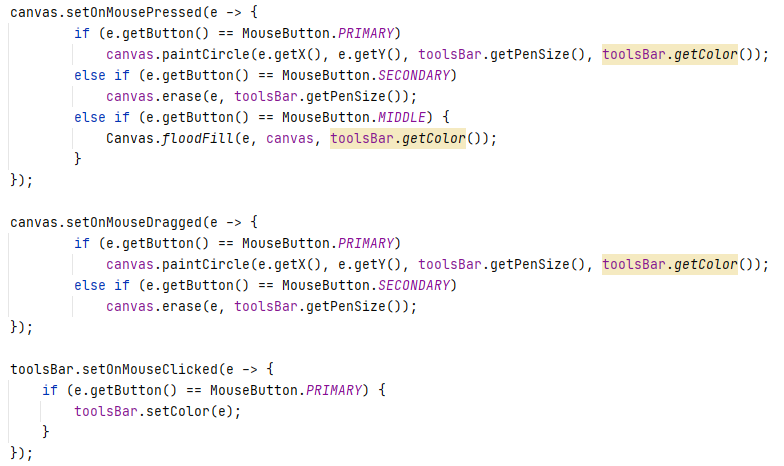 canvas.setOnMousePressed(e -> {
        if (e.getButton() == MouseButton.PRIMARY)
            canvas.paintCircle(e.getX(), e.getY(), toolsBar.getPenSize(), toolsBar.getColor());
        else if (e.getButton() == MouseButton.SECONDARY)
            canvas.erase(e, toolsBar.getPenSize());
        else if (e.getButton() == MouseButton.MIDDLE) {
            Canvas.floodFill(e, canvas, toolsBar.getColor());
        }
});

canvas.setOnMouseDragged(e -> {
        if (e.getButton() == MouseButton.PRIMARY)
            canvas.paintCircle(e.getX(), e.getY(), toolsBar.getPenSize(), toolsBar.getColor());
        else if (e.getButton() == MouseButton.SECONDARY)
            canvas.erase(e, toolsBar.getPenSize());
});

toolsBar.setOnMouseClicked(e -> {
    if (e.getButton() == MouseButton.PRIMARY) {
        toolsBar.setColor(e);
    }
});